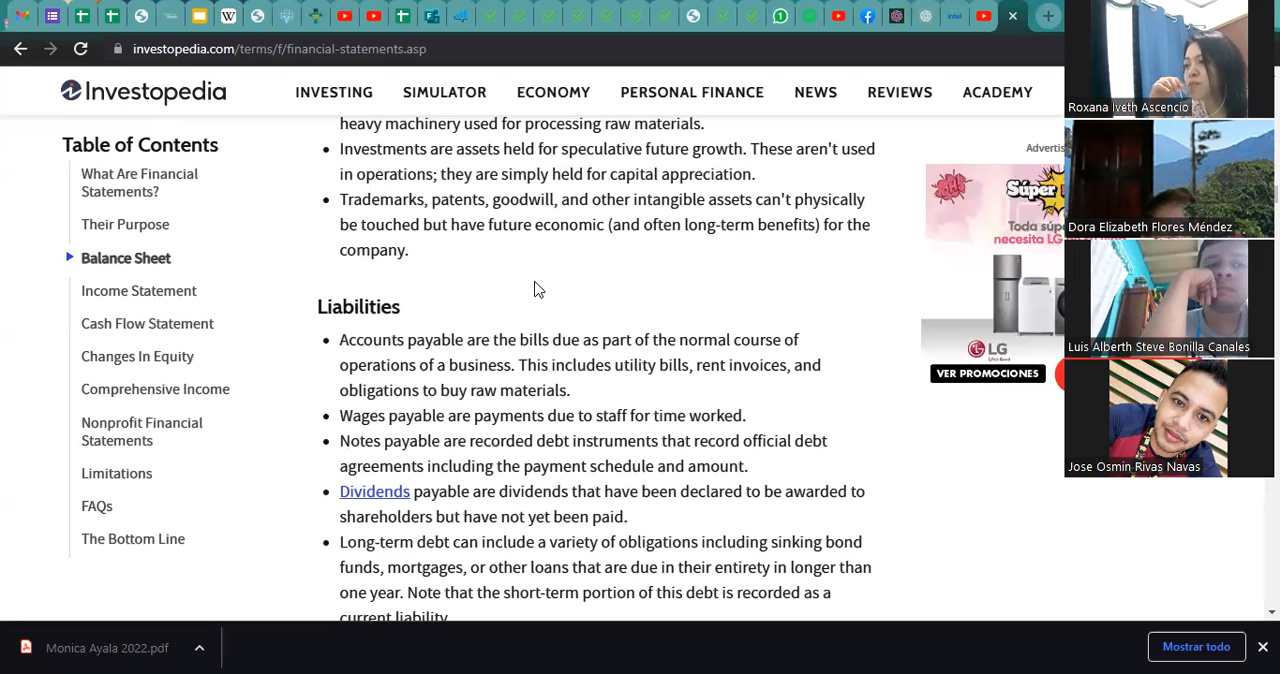 investopedia.com/terms/f/financial-statements.asp
Investopedia
INVESTING
SIMULATOR
ECONOMY
PERSONAL FINANCE
NEWS
REVIEWS
ACADEMY
Table of Contents
What Are Financial
Statements?
Their Purpose
Balance Sheet
Income Statement
Cash Flow Statement
Changes In Equity
Comprehensive Income
Nonprofit Financial
Statements
Limitations
FAQs
The Bottom Line
heavy machinery used for processing raw materials.
• Investments are assets held for speculative future growth. These aren't used
in operations; they are simply held for capital appreciation.
• Trademarks, patents, goodwill, and other intangible assets can't physically
be touched but have future economic (and often long-term benefits) for the
company.
Liabilities
• Accounts payable are the bills due as part of the normal course of
operations of a business. This includes utility bills, rent invoices, and
obligations to buy raw materials.
• Wages payable are payments due to staff for time worked.
• Notes payable are recorded debt instruments that record official debt
agreements including the payment schedule and amount.
• Dividends payable are dividends that have been declared to be awarded to
shareholders but have not yet been paid.
• Long-term debt can include a variety of obligations including sinking bond
funds, mortgages, or other loans that are due in their entirety in longer than
one year. Note that the short-term portion of this debt is recorded as a
current liability.
Advertis
Súper
Toda súp
necesita LG
LG
VER PROMOCIONES
Roxana Iveth Ascencio
Dora Elizabeth Flores Méndez
Luis Alberth Steve Bonilla Canales
Jose Osmin Rivas Navas
Monica Ayala 2022.pdf
Mostrar todo